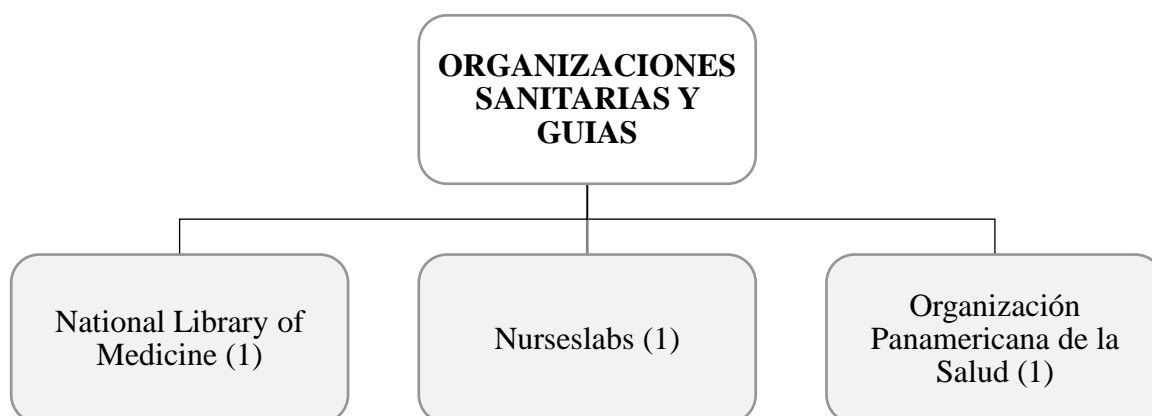 ORGANIZACIONES
SANITARIAS Y
GUIAS
National Library of
Medicine (1)
Nurseslabs (1)
Organización
Panamericana de la
Salud (1)